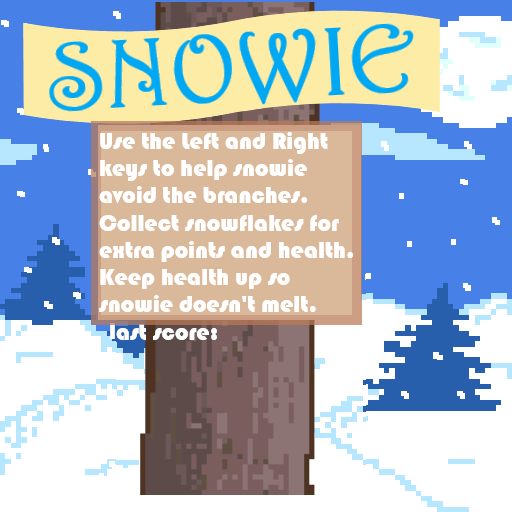 SNOWIE
Use the Left and Right
keys to help snowie
avoid the branches.
Collect snowflakes for
extra points and health.
Keep health up so
snowie doesn't melt.
last score: